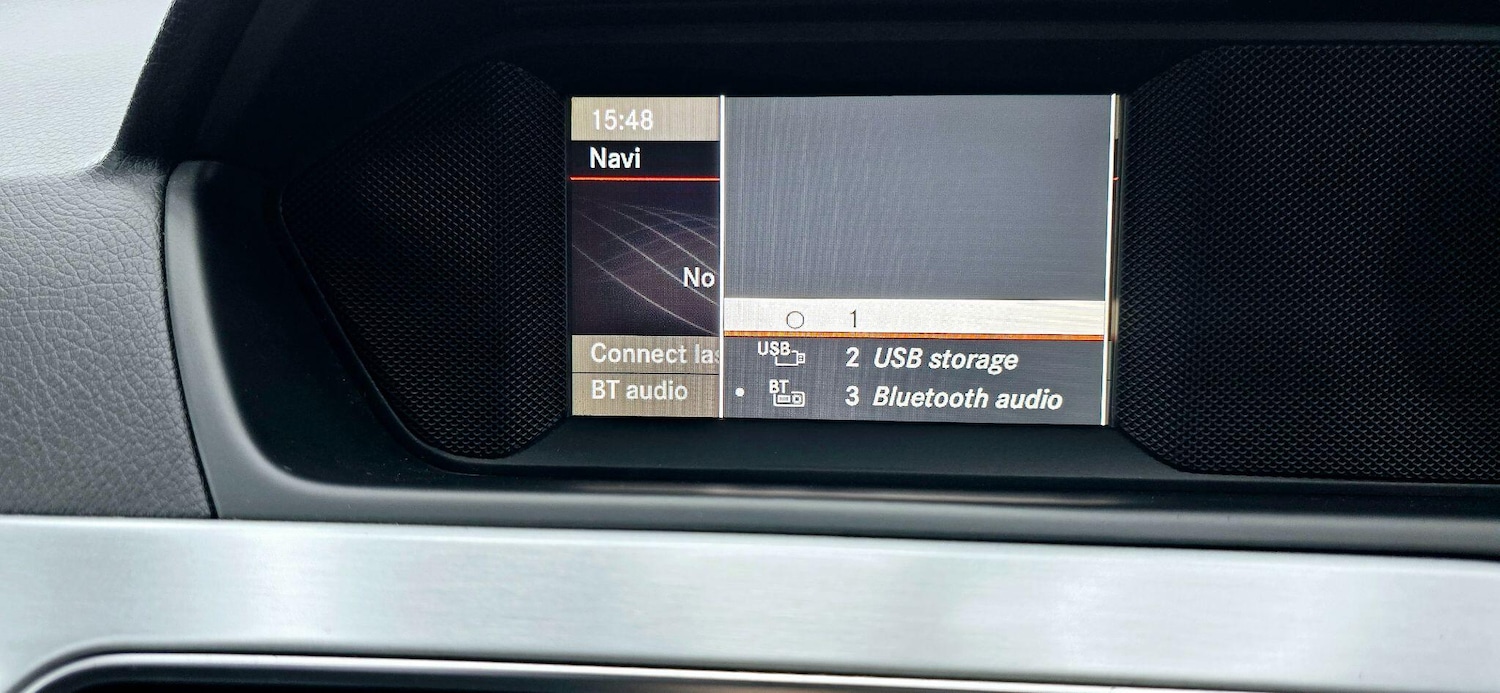 15:48
Navi
No
1
Connect las
USB 2 USB storage
BT audio
BT 3 Bluetooth audio